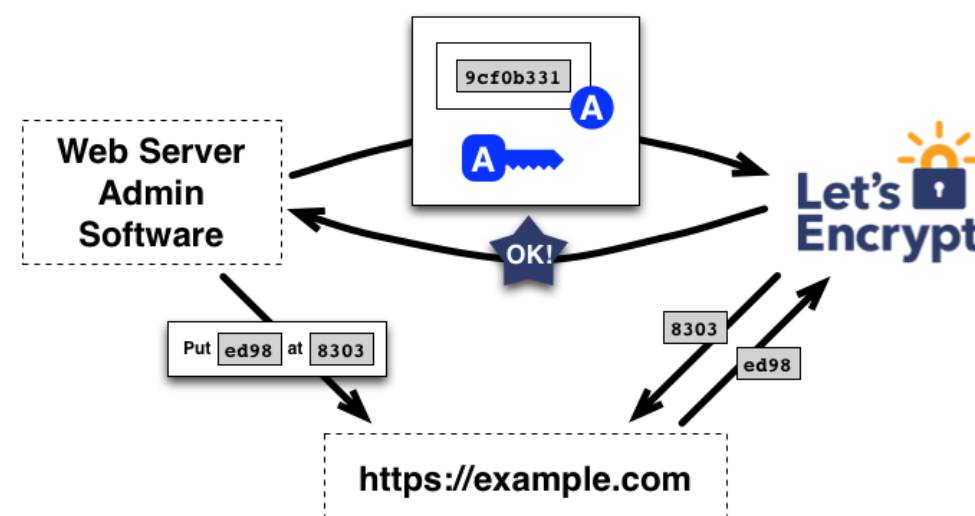 9cf0b331
A
A
Web Server
Admin
Software
Let's
Encrypt
OK!
Put ed98 at 8303
8303
ed98
https://example.com